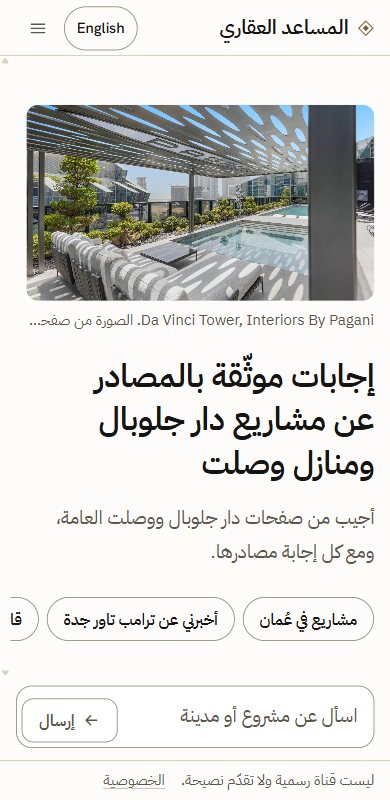 المساعد العقاري
English
Da Vinci Tower, Interiors By Pagani. الصورة من صفحـ...
إجابات موثّقة بالمصادر
عن مشاريع دار جلوبال
ومنازل وصلت
أجيب من صفحات دار جلوبال ووصلت العامة،
ومع كل إجابة مصادرها.
مشاريع في عُمان
أخبرني عن ترامب تاور جدة
قا
اسأل عن مشروع أو مدينة
إرسال ←
ليست قناة رسمية ولا تقدّم نصيحة. الخصوصية